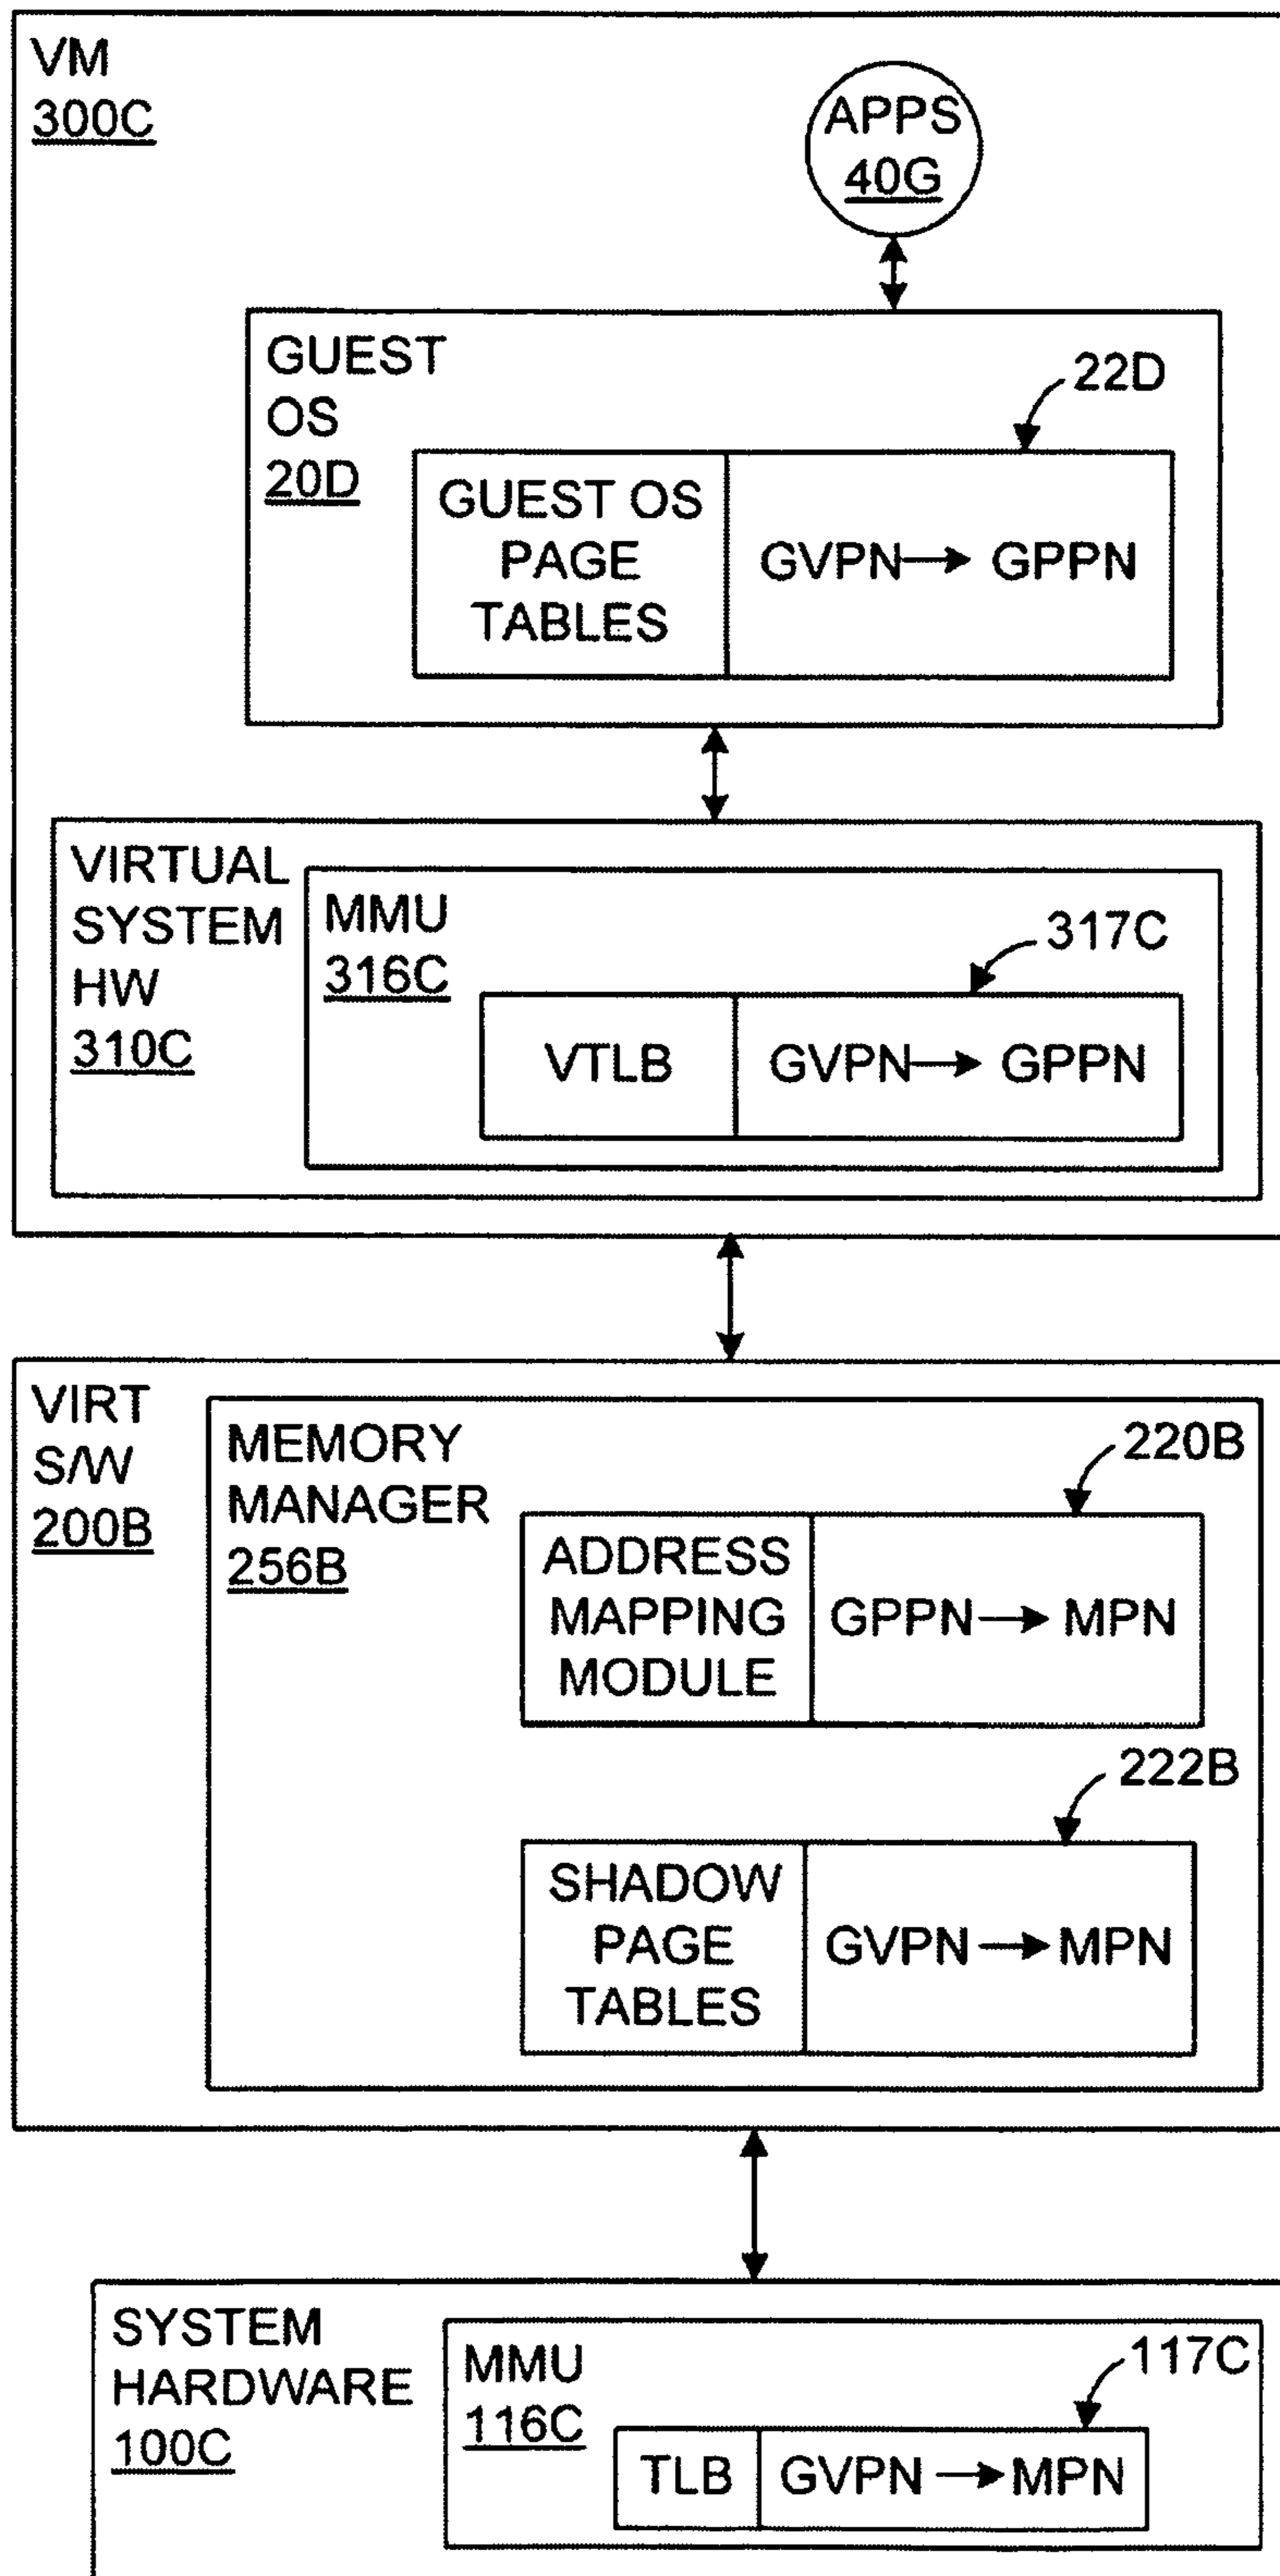 VM
300C
APPS
40G
GUEST
OS
20D
22D
GUEST OS
PAGE
TABLES
GVPN → GPPN
VIRTUAL
SYSTEM
HW
310C
MMU
316C
317C
VTLB
GVPN → GPPN
VIRT
S/W
200B
MEMORY
MANAGER
256B
220B
ADDRESS
MAPPING
MODULE
GPPN → MPN
222B
SHADOW
PAGE
TABLES
GVPN → MPN
SYSTEM
HARDWARE
100C
MMU
116C
117C
TLB
GVPN → MPN